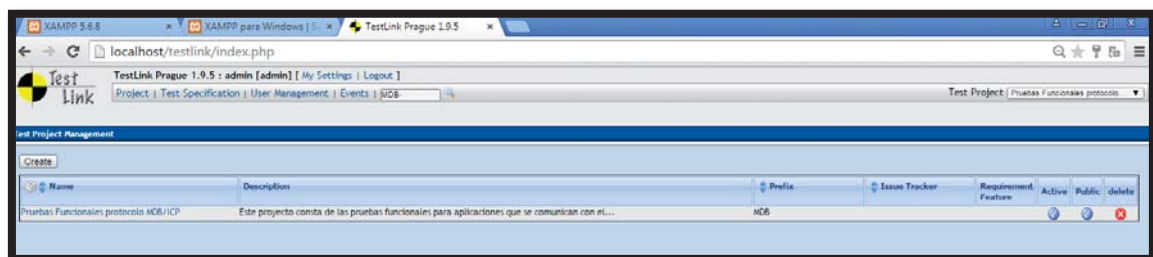 XAMPP 5.6.8
XAMPP para Windows | S
TestLink Prague 1.9.5
localhost/testlink/index.php
Test Link
TestLink Prague 1.9.5 : admin [admin] [ My Settings | Logout ]
Project | Test Specification | User Management | Events | MDB-
Test Project Pruebas Funcionales protocolo...
Test Project Management
Create
Name Description Prefix Issue Tracker Requirement Feature Active Public delete
Pruebas Funcionales protocolo MDB/ICP Este proyecto consta de las pruebas funcionales para aplicaciones que se comunican con el... MDB